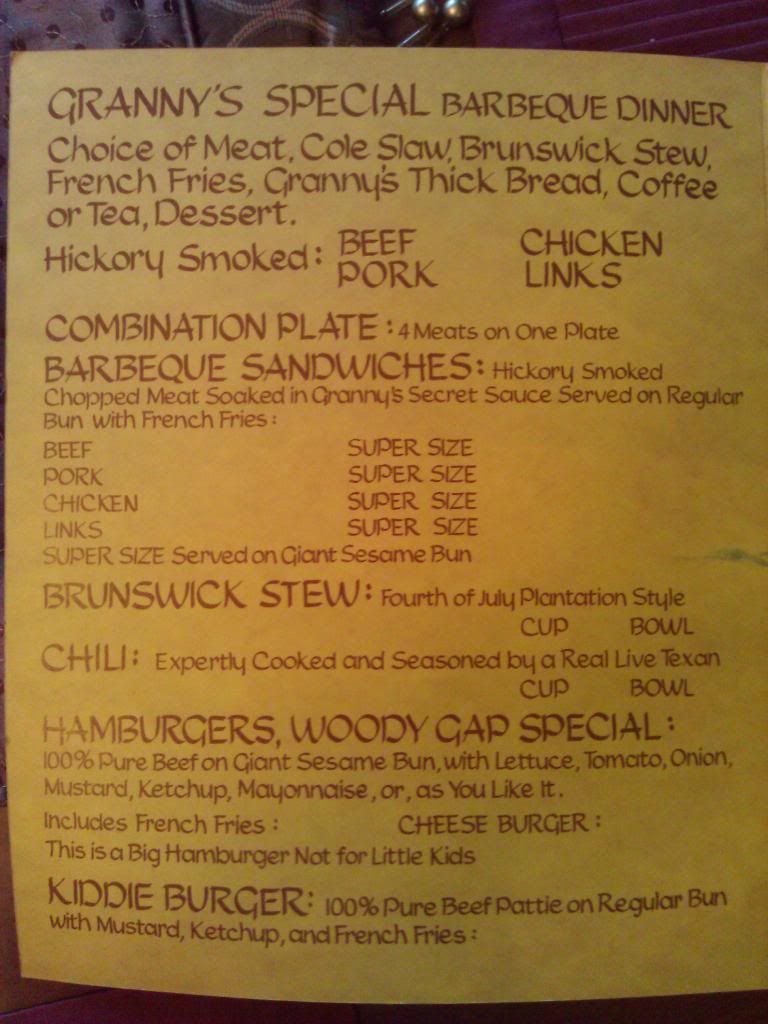 GRANNY'S SPECIAL BARBEQUE DINNER
Choice of Meat, Cole Slaw, Brunswick Stew,
French Fries, Granny's Thick Bread, Coffee
or Tea, Dessert.
Hickory Smoked: BEEF CHICKEN
PORK LINKS
COMBINATION PLATE: 4 Meats on One Plate
BARBEQUE SANDWICHES: Hickory Smoked
Chopped Meat Soaked in Granny's Secret Sauce Served on Regular
Bun with French Fries:
BEEF SUPER SIZE
PORK SUPER SIZE
CHICKEN SUPER SIZE
LINKS SUPER SIZE
SUPER SIZE Served on Giant Sesame Bun
BRUNSWICK STEW: Fourth of July Plantation Style
CUP BOWL
CHILI: Expertly Cooked and Seasoned by a Real Live Texan
CUP BOWL
HAMBURGERS, WOODY GAP SPECIAL:
100% Pure Beef on Giant Sesame Bun, with Lettuce, Tomato, Onion,
Mustard, Ketchup, Mayonnaise, or, as You Like It.
Includes French Fries: CHEESE BURGER:
This is a Big Hamburger Not for Little Kids
KIDDIE BURGER: 100% Pure Beef Pattie on Regular Bun
with Mustard, Ketchup, and French Fries: